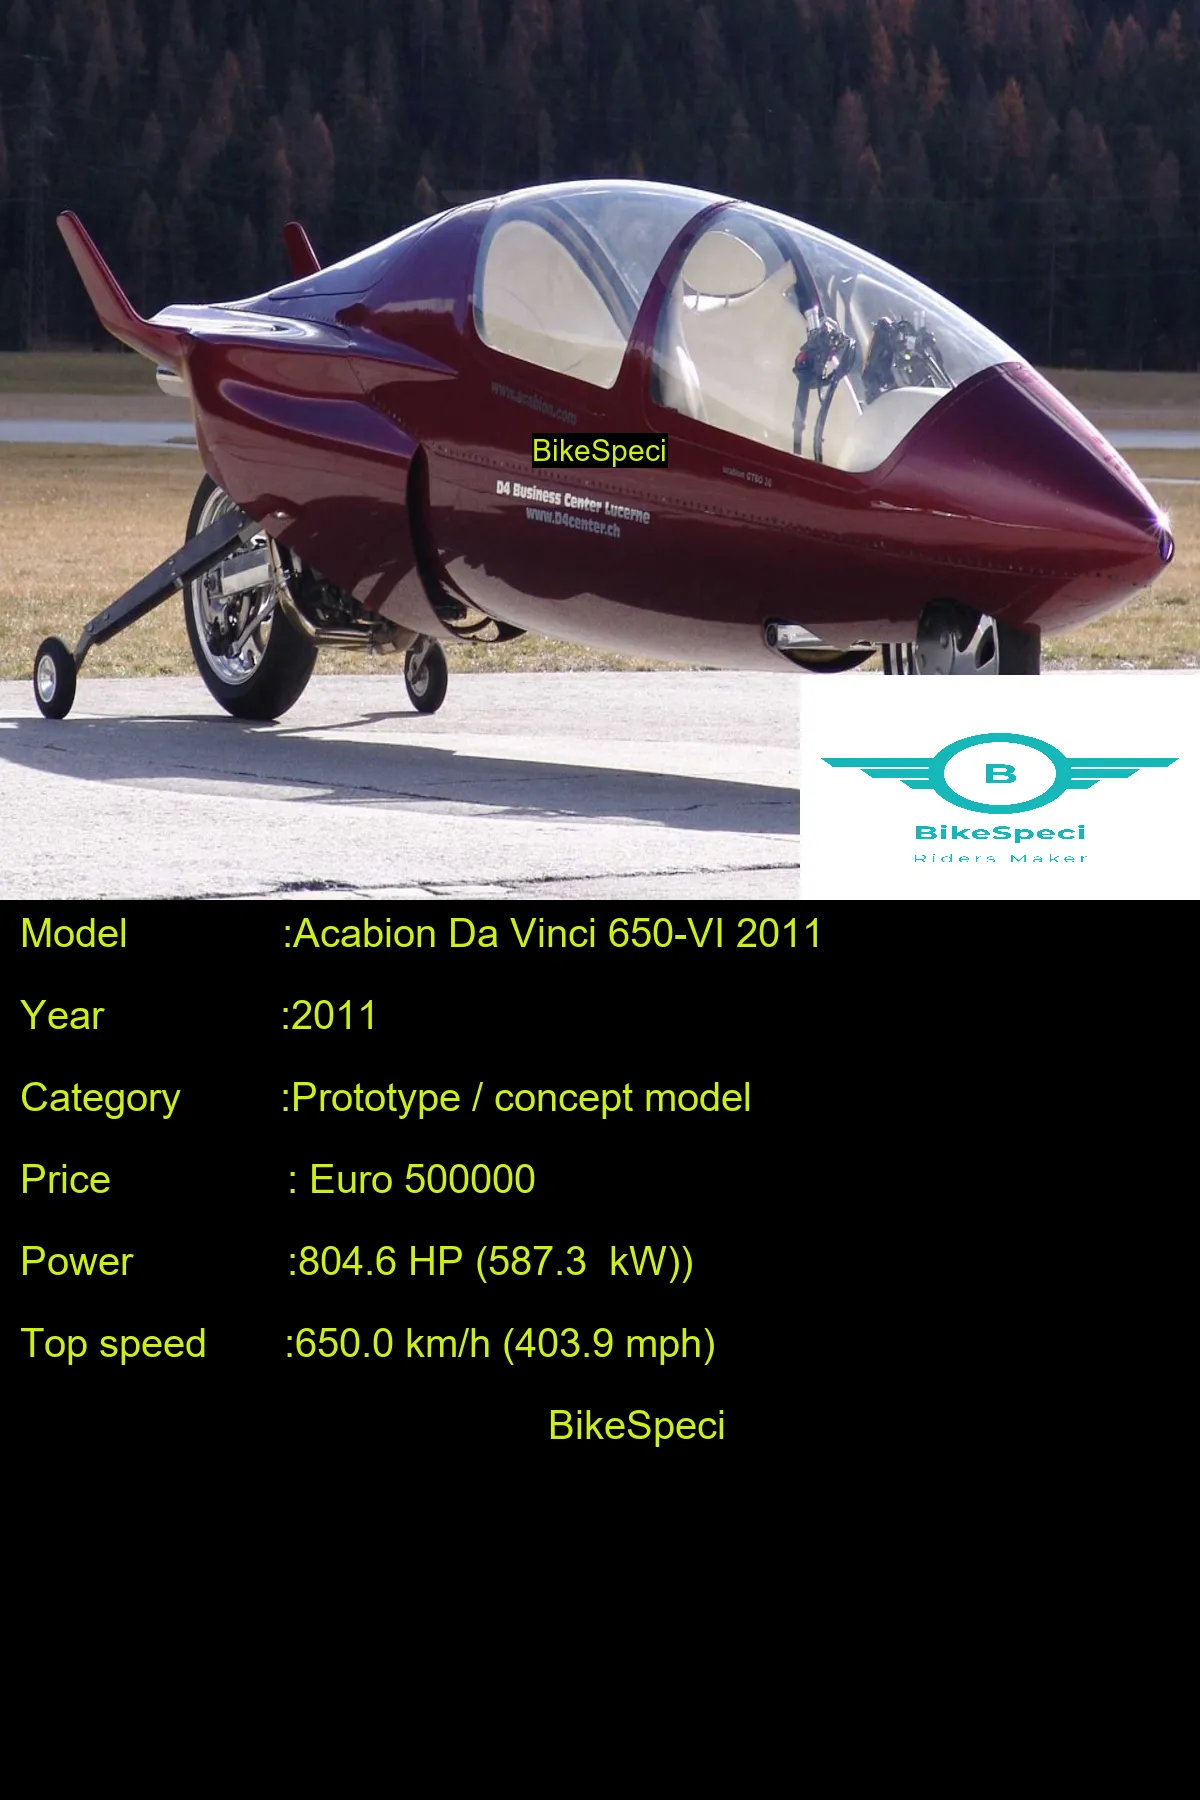 www.acabion.com
BikeSpeci
acabion GTBO 36
D4 Business Center Lucerne
www.D4center.ch
B
BikeSpeci
Riders Maker
Model :Acabion Da Vinci 650-VI 2011
Year :2011
Category :Prototype / concept model
Price : Euro 500000
Power :804.6 HP (587.3 kW))
Top speed :650.0 km/h (403.9 mph)
BikeSpeci